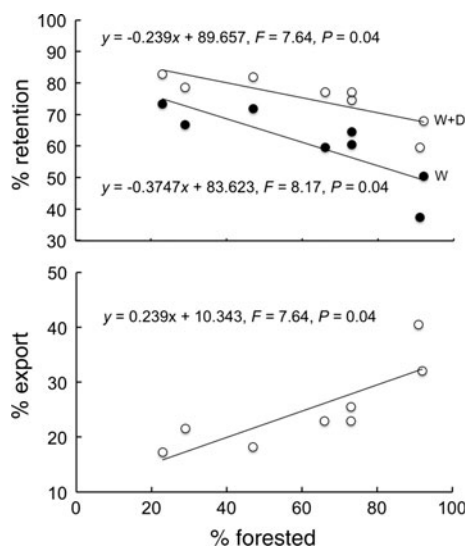 y = -0.239x + 89.657, F = 7.64, P = 0.04
W+D
W
y = -0.3747x + 83.623, F = 8.17, P = 0.04
% retention
90
80
70
60
50
40
30
y = 0.239x + 10.343, F = 7.64, P = 0.04
% export
50
40
30
20
10
0 20 40 60 80 100
% forested